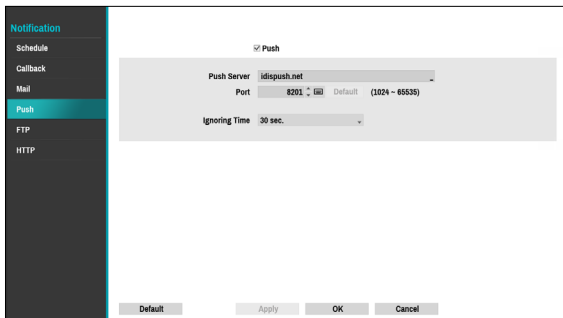 Notification
Schedule
Callback
Mail
Push
FTP
HTTP
Push
Push Server idispush.net
Port 8201 Default (1024 ~ 65535)
Ignoring Time 30 sec.
Default Apply OK Cancel